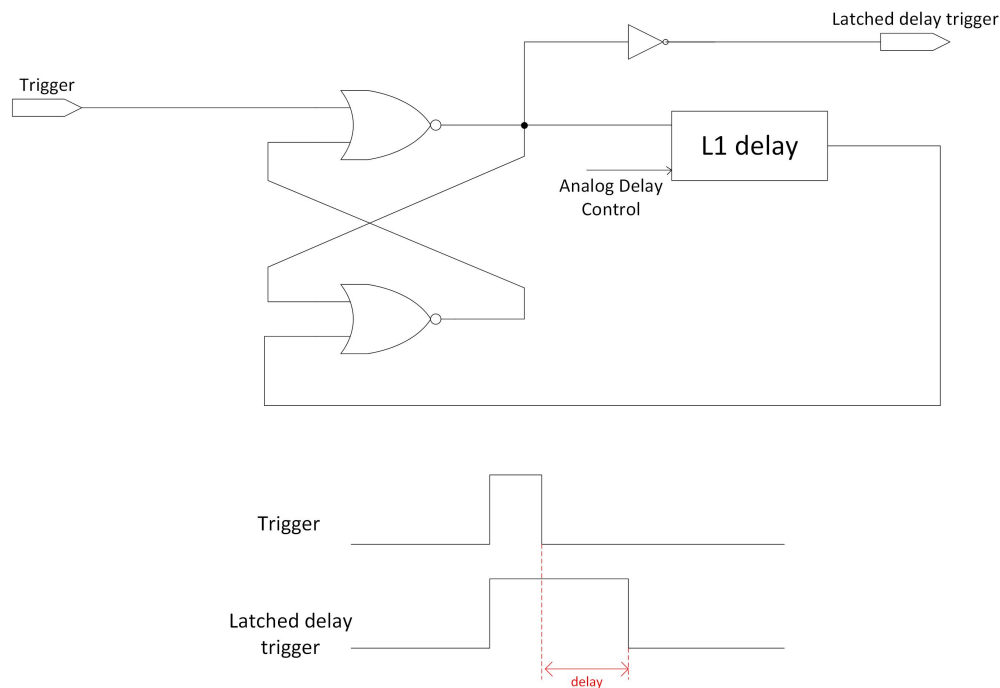 Latched delay trigger
Trigger
L1 delay
Analog Delay
Control
Trigger
Latched delay
trigger
delay